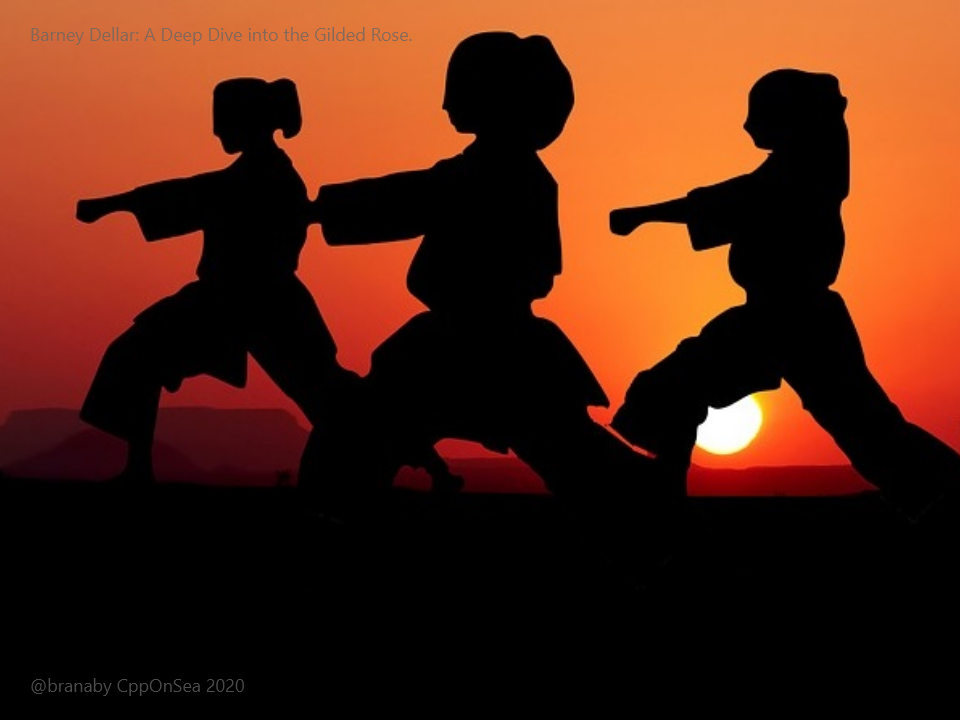 Barney Dellar: A Deep Dive into the Gilded Rose.
@branaby CppOnSea 2020